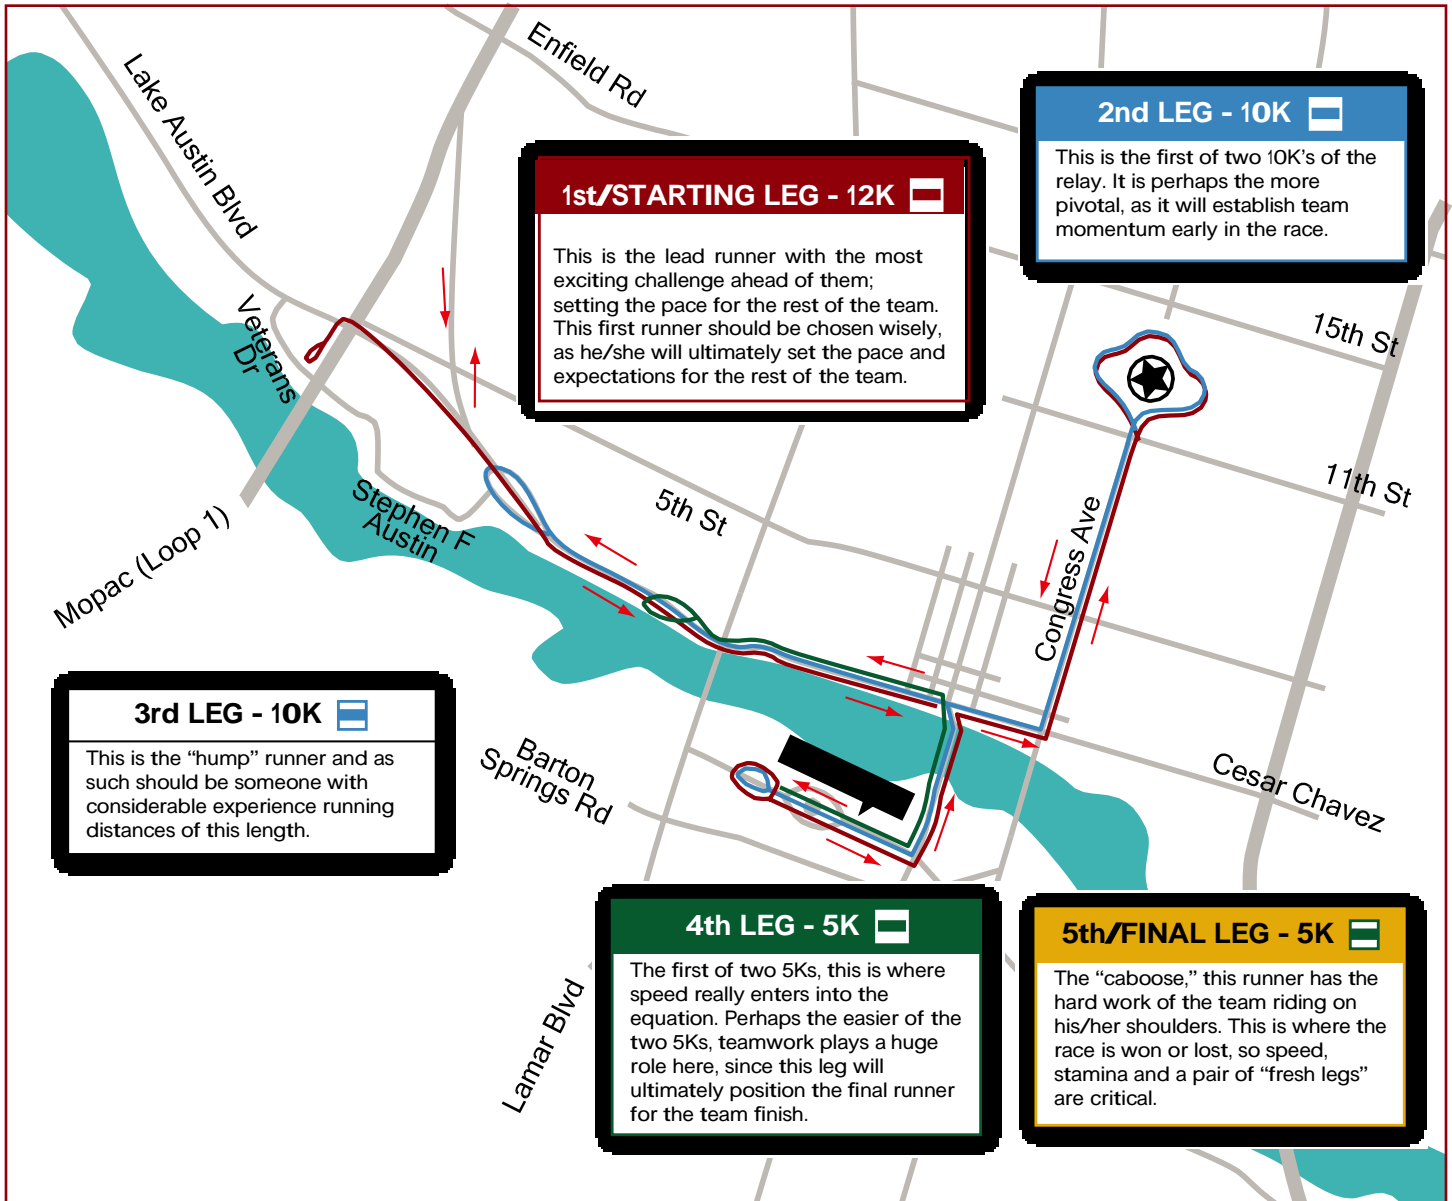 Lake Austin Blvd
Enfield Rd
2nd LEG - 10K
This is the first of two 10K's of the
relay. It is perhaps the more
pivotal, as it will establish team
momentum early in the race.
1st/STARTING LEG - 12K
This is the lead runner with the most
exciting challenge ahead of them;
setting the pace for the rest of the team.
This first runner should be chosen wisely,
as he/she will ultimately set the pace and
expectations for the rest of the team.
Veterans
Dr
15th St
11th St
5th St
Stephen F
Austin
Mopac (Loop 1)
Congress Ave
3rd LEG - 10K
This is the “hump” runner and as
such should be someone with
considerable experience running
distances of this length.
Barton
Springs Rd
Cesar Chavez
Lamar Blvd
4th LEG - 5K
The first of two 5Ks, this is where
speed really enters into the
equation. Perhaps the easier of the
two 5Ks, teamwork plays a huge
role here, since this leg will
ultimately position the final runner
for the team finish.
5th/FINAL LEG - 5K
The “caboose,” this runner has the
hard work of the team riding on
his/her shoulders. This is where the
race is won or lost, so speed,
stamina and a pair of “fresh legs”
are critical.